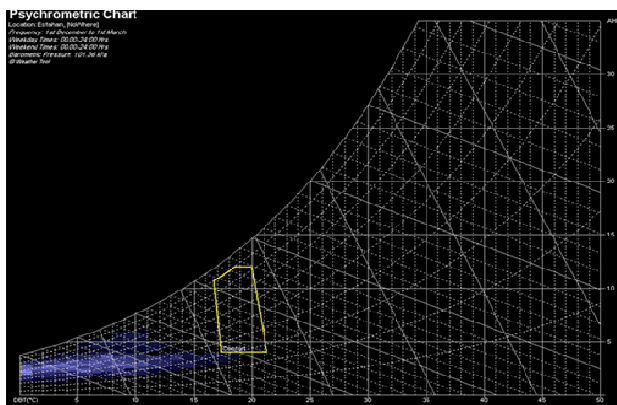 Psychrometric Chart
Location: Esfahan, [NoWhere]
Frequency: 1st December to 1st March
Weekday Times: 00:00-24:00 Hrs
Weekend Times: 00:00-24:00 Hrs
Barometric Pressure: 101.36 kPa
© Weather Tool
AH
30
25
20
15
10
5
Comfort
DBT(°C) 5 10 15 20 25 30 35 40 45 50